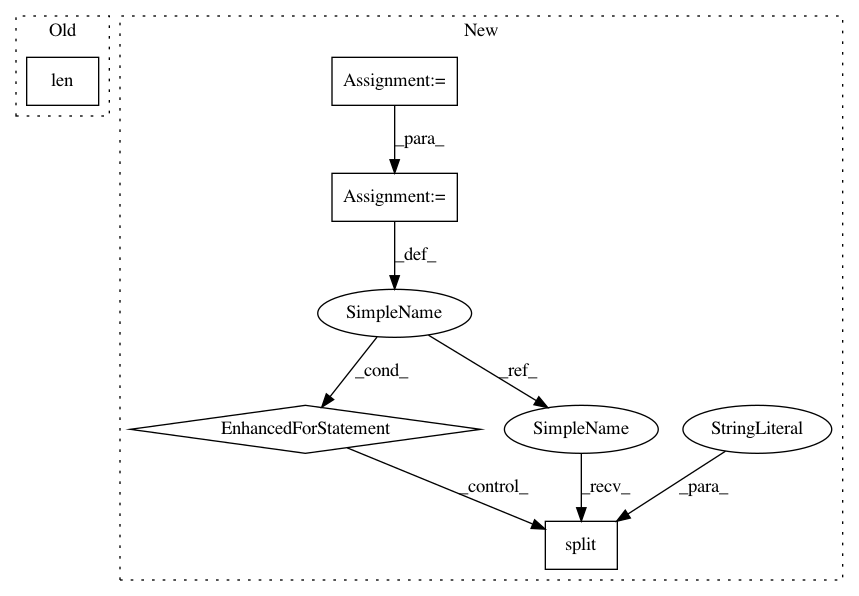 Old
New
len
Assignment:=
_para_
Assignment:=
_def_
SimpleName
_cond_
_ref_
EnhancedForStatement
SimpleName
StringLiteral
_control_
_recv_
_para_
split